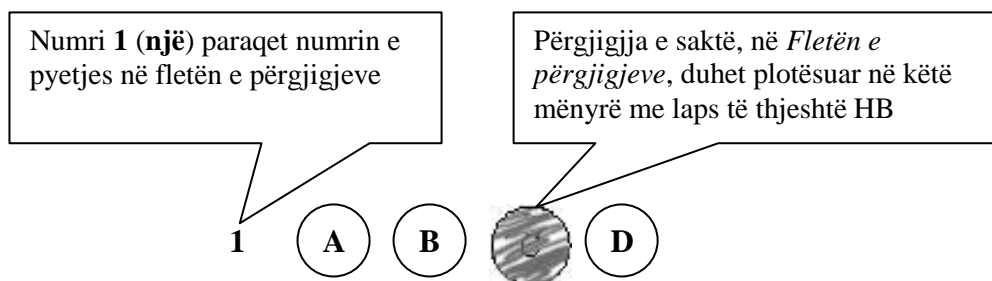 Numri 1 (një) paraqet numrin e
pyetjes në fletën e përgjigjeve
Përgjigjja e saktë, në Fletën e
përgjigjeve, duhet plotësuar në këtë
mënyrë me laps të thjeshtë HB
1 A B C D